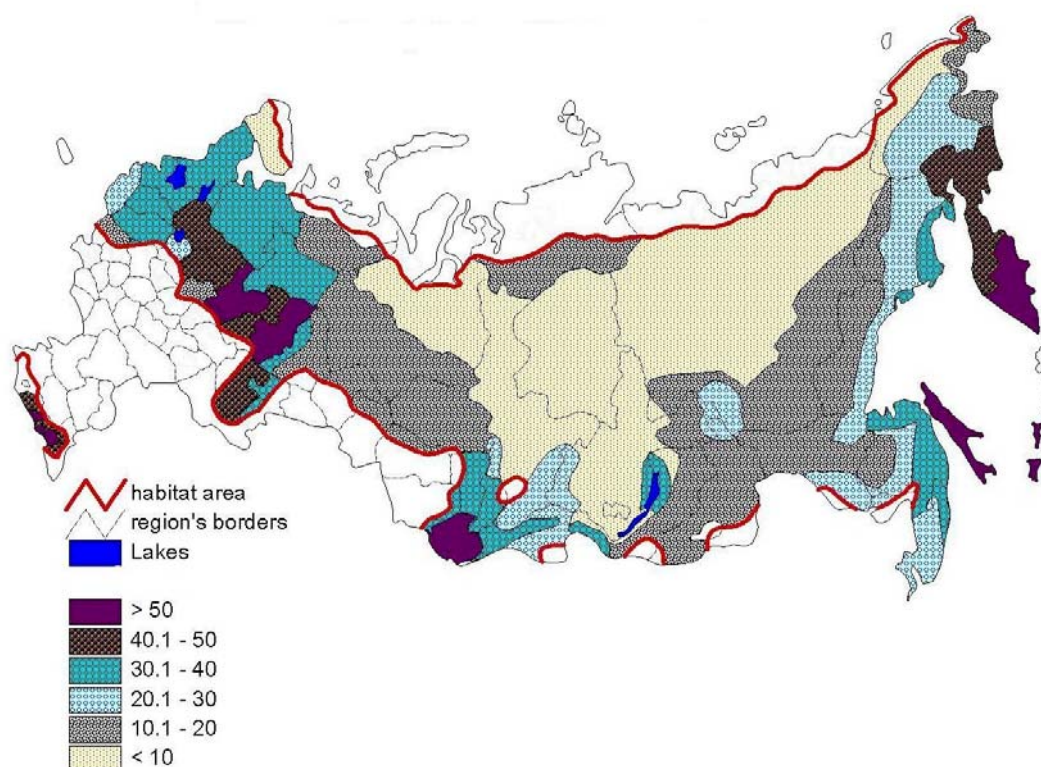 habitat area
region's borders
Lakes
> 50
40.1 - 50
30.1 - 40
20.1 - 30
10.1 - 20
< 10